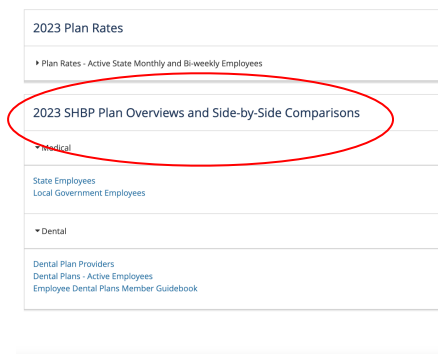 2023 Plan Rates
Plan Rates - Active State Monthly and Bi-weekly Employees
2023 SHBP Plan Overviews and Side-by-Side Comparisons
Medical
State Employees
Local Government Employees
Dental
Dental Plan Providers
Dental Plans - Active Employees
Employee Dental Plans Member Guidebook